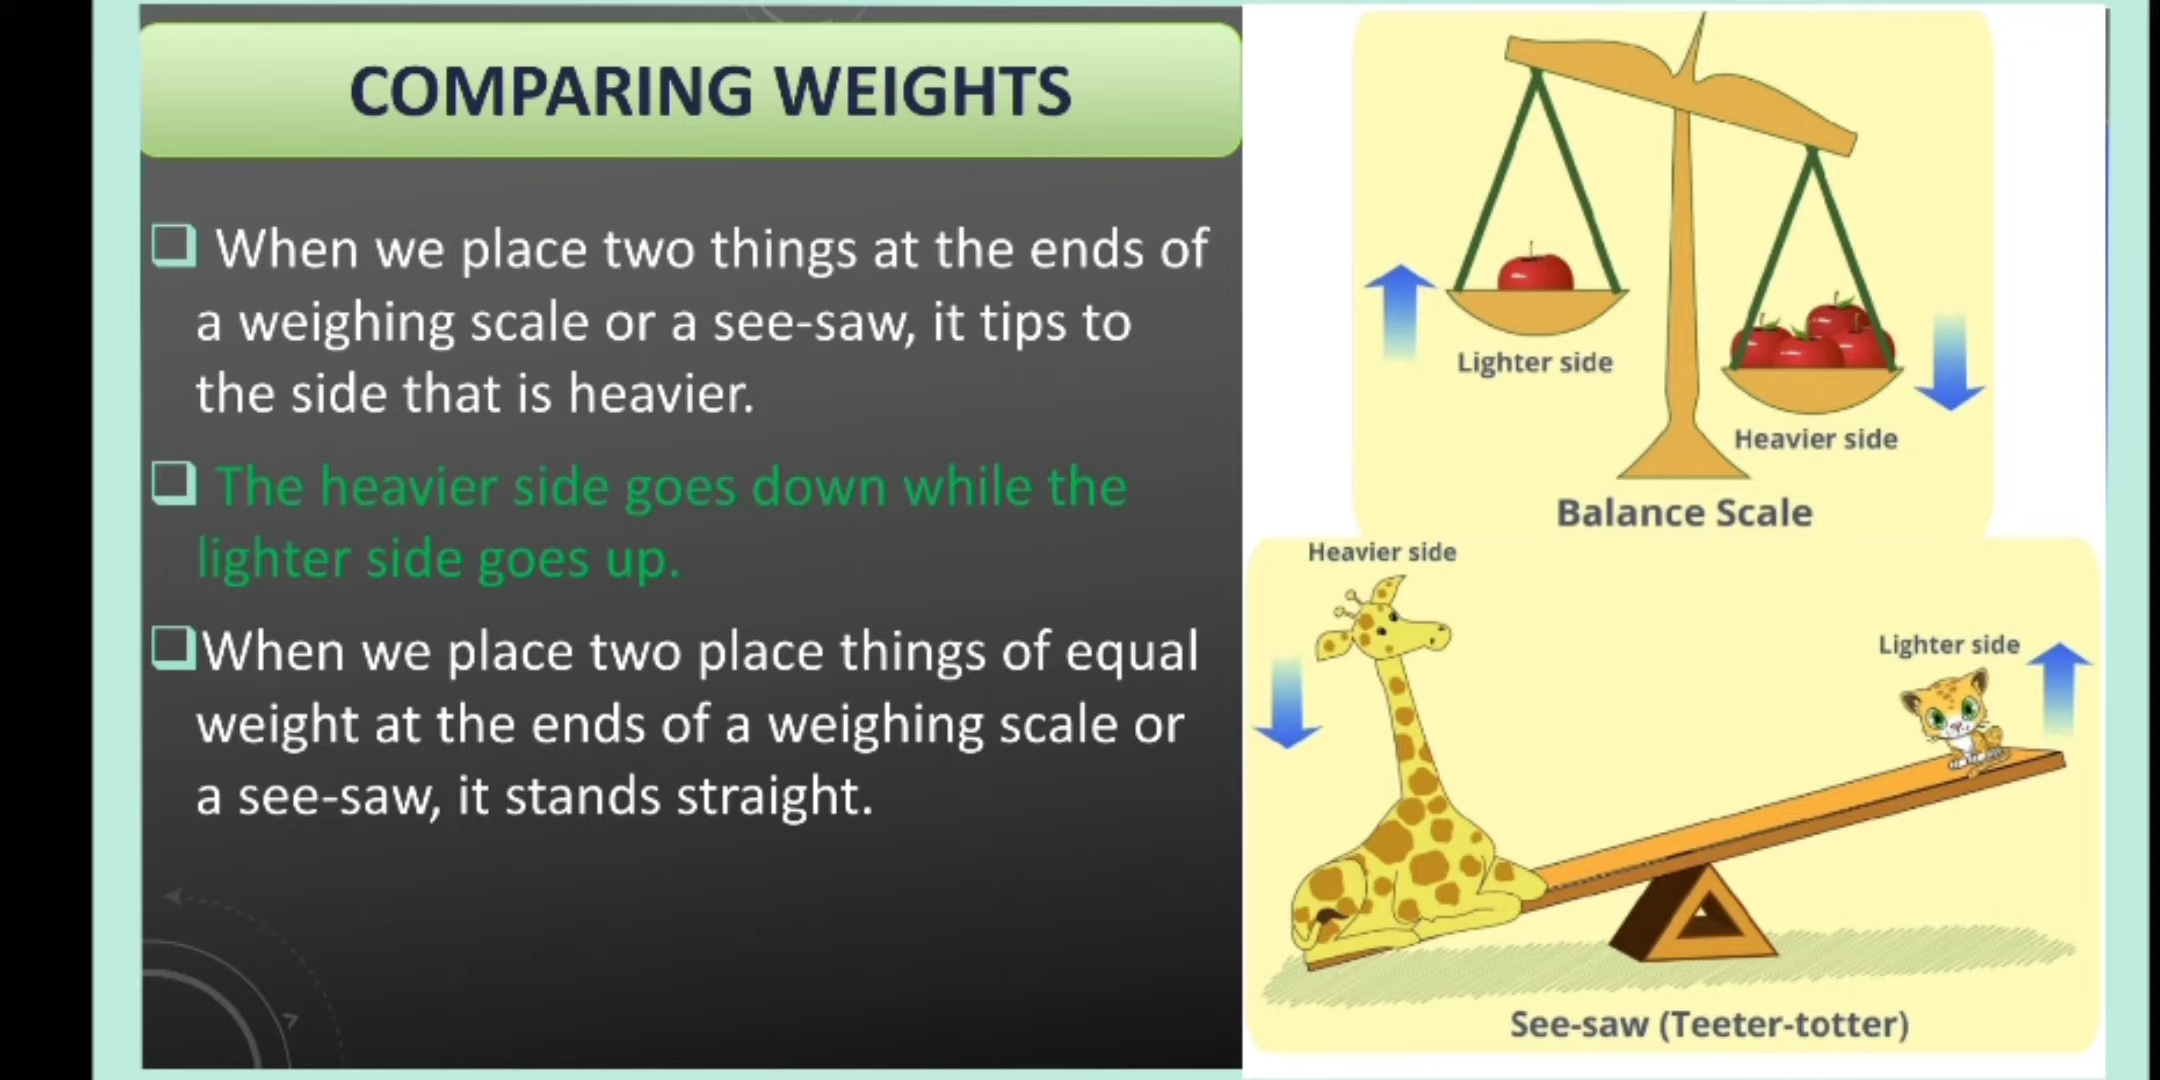 COMPARING WEIGHTS
When we place two things at the ends of
a weighing scale or a see-saw, it tips to
the side that is heavier.
The heavier side goes down while the
lighter side goes up.
When we place two place things of equal
weight at the ends of a weighing scale or
a see-saw, it stands straight.
Lighter side
Heavier side
Balance Scale
Heavier side
Lighter side
See-saw (Teeter-totter)